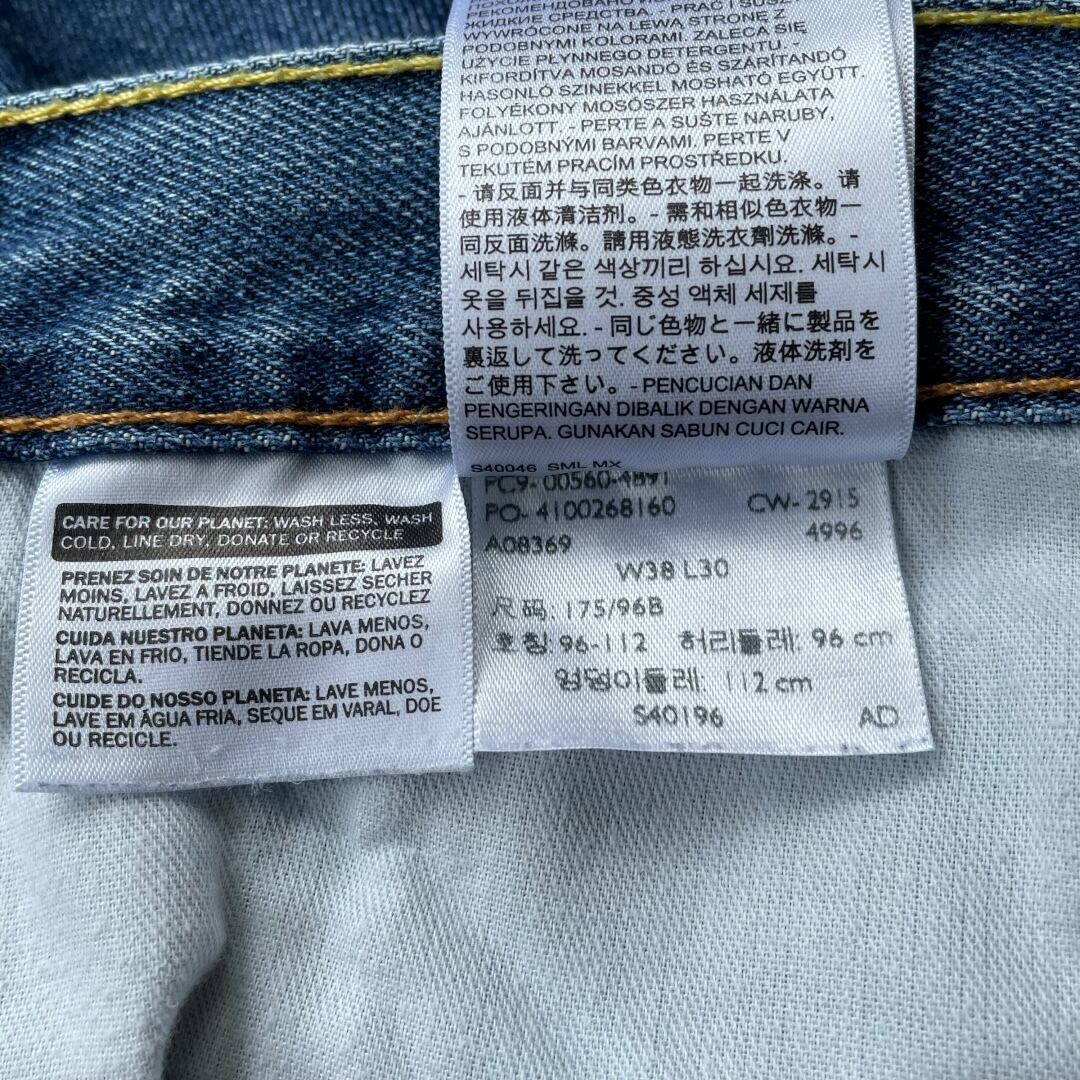 РЕКОМЕНДОВАНО
ЖИДКИЕ СРЕДСТВА. - PRAĆ I SUSZ
WYWRÓCONE NA LEWĄ STRONĘ Z
PODOBNYMI KOLORAMI. ZALECA SIĘ
UŻYCIE PŁYNNEGO DETERGENTU. -
KIFORDÍTVA MOSANDÓ ÉS SZÁRÍTANDÓ
HASONLÓ SZINEKKEL MOSHATÓ EGYÜTT.
FOLYÉKONY MOSÓSZER HASZNÁLATA
AJÁNLOTT. - PERTE A SUŠTE NARUBY,
S PODOBNÝMI BARVAMI. PERTE V
TEKUTÉM PRACÍM PROSTŘEDKU.
- 请反面并与同类色衣物一起洗涤。请
使用液体清洁剂。- 需和相似色衣物一
同反面洗滌。請用液態洗衣劑洗滌。-
세탁시 같은 색상끼리 하십시요. 세탁시
옷을 뒤집을 것. 중성 액체 세제를
사용하세요. - 同じ色物と一緒に製品を
裏返して洗ってください。液体洗剤を
ご使用下さい。- PENCUCIAN DAN
PENGERINGAN DIBALIK DENGAN WARNA
SERUPA. GUNAKAN SABUN CUCI CAIR.
S40046 SML MX
CARE FOR OUR PLANET: WASH LESS, WASH
COLD, LINE DRY, DONATE OR RECYCLE
PRENEZ SOIN DE NOTRE PLANETE: LAVEZ
MOINS, LAVEZ A FROID, LAISSEZ SECHER
NATURELLEMENT, DONNEZ OU RECYCLEZ
CUIDA NUESTRO PLANETA: LAVA MENOS,
LAVA EN FRIO, TIENDE LA ROPA, DONA O
RECICLA.
CUIDE DO NOSSO PLANETA: LAVE MENOS,
LAVE EM ÁGUA FRIA, SEQUE EM VARAL, DOE
OU RECICLE.
PC9- 00560-4891
PO- 4100268160 CW- 2915
A08369 4996
W38 L30
尺码: 175/96B
호칭 96-112 허리둘레: 96 cm
엉덩이둘레: 112 cm
S40196 AD